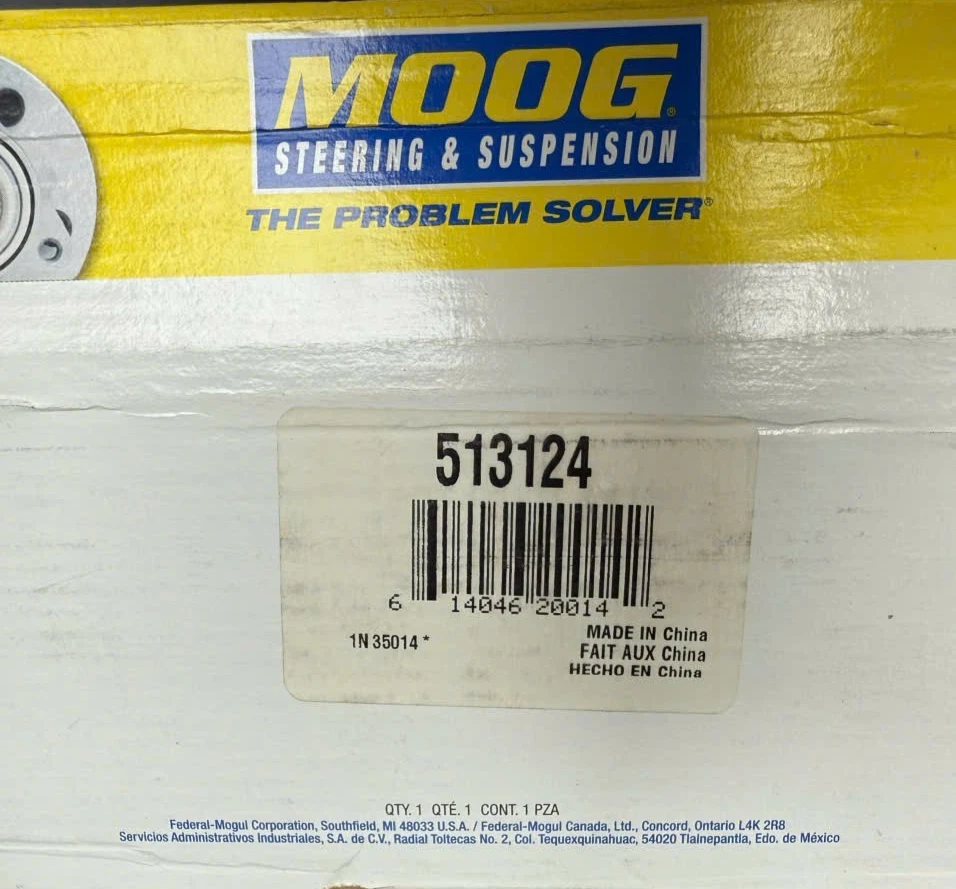 MOOG®
STEERING & SUSPENSION
THE PROBLEM SOLVER®
513124
6 14046 20014 2
1N 35014 *
MADE IN China
FAIT AUX China
HECHO EN China
QTY. 1 QTÉ. 1 CONT. 1 PZA
Federal-Mogul Corporation, Southfield, MI 48033 U.S.A. / Federal-Mogul Canada, Ltd., Concord, Ontario L4K 2R8
Servicios Administrativos Industriales, S.A. de C.V., Radial Toltecas No. 2, Col. Tequexquinahuac, 54020 Tlalnepantla, Edo. de México